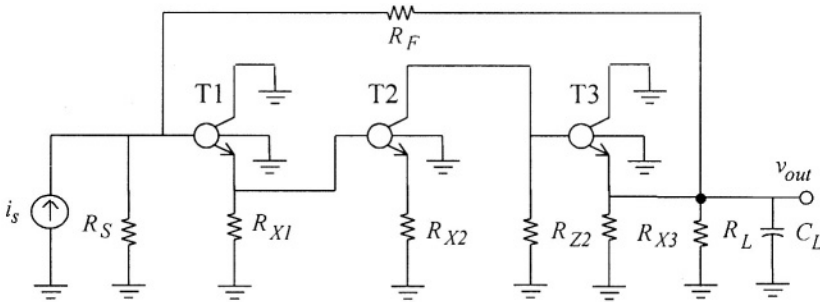 R_F
T1
T2
T3
v_out
i_s
R_S
R_X1
R_X2
R_Z2
R_X3
R_L
C_L